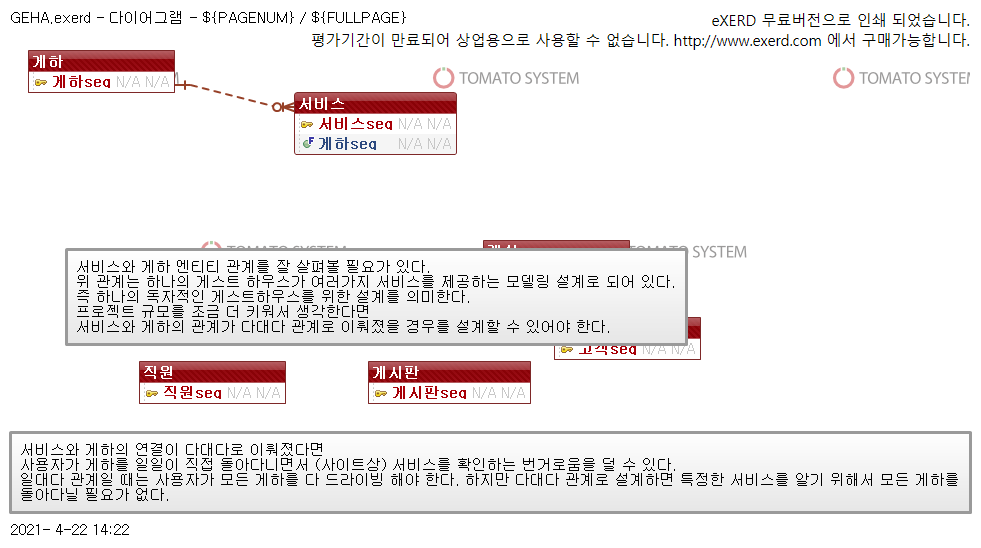 GEHA.exerd - 다이어그램 - ${PAGENUM} / ${FULLPAGE}
eXERD 무료버전으로 인쇄 되었습니다.
평가기간이 만료되어 상업용으로 사용할 수 없습니다. http://www.exerd.com 에서 구매가능합니다.
게하
게하seq N/A N/A
TOMATO SYSTEM
TOMATO SYSTEM
서비스
서비스seq N/A N/A
게하seq N/A N/A
TOMATO SYSTEM
TOMATO SYSTEM
서비스와 게하 엔티티 관계를 잘 살펴볼 필요가 있다.
위 관계는 하나의 게스트 하우스가 여러가지 서비스를 제공하는 모델링 설계로 되어 있다.
즉 하나의 독자적인 게스트하우스를 위한 설계를 의미한다.
프로젝트 규모를 조금 더 키워서 생각한다면
서비스와 게하의 관계가 다대다 관계로 이뤄졌을 경우를 설계할 수 있어야 한다.
고객seq N/A N/A
직원
직원seq N/A N/A
게시판
게시판seq N/A N/A
서비스와 게하의 연결이 다대다로 이뤄졌다면
사용자가 게하를 일일이 직접 돌아다니면서 (사이트상) 서비스를 확인하는 번거로움을 덜 수 있다.
일대다 관계일 때는 사용자가 모든 게하를 다 드라이빙 해야 한다. 하지만 다대다 관계로 설계하면 특정한 서비스를 알기 위해서 모든 게하를
돌아다닐 필요가 없다.
2021- 4-22 14:22